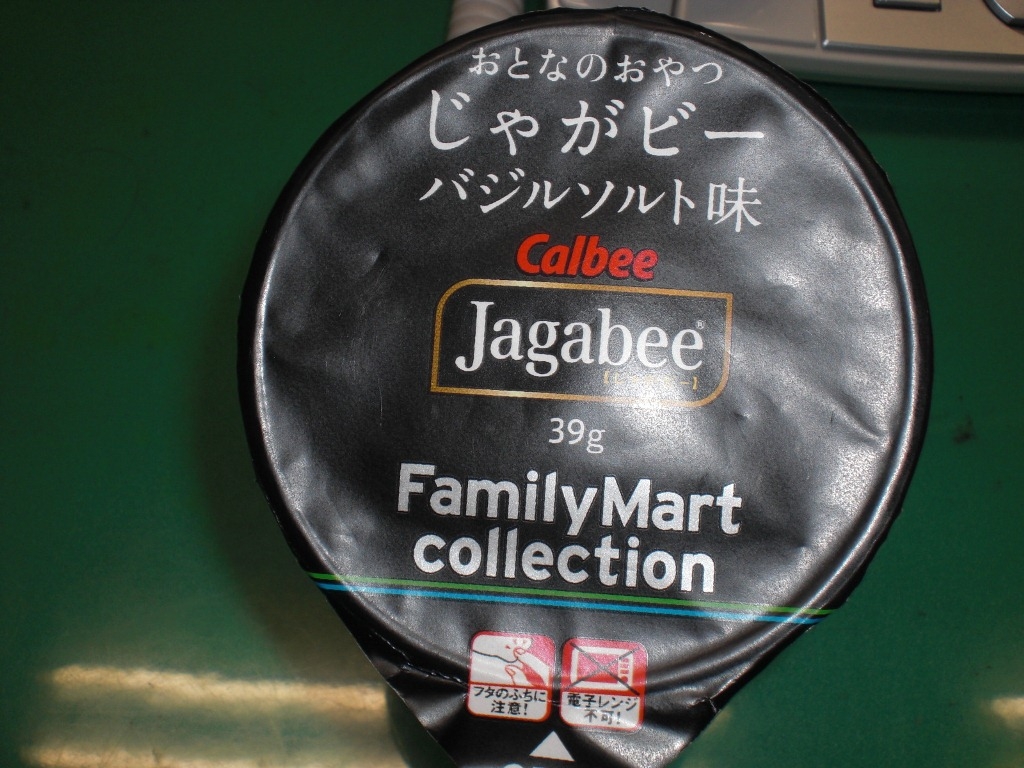 おとなのおやつ
じゃがビー
バジルソルト味
Calbee
Jagabee®
39g
FamilyMart
collection
フタのふちに
注意!
電子レンジ
不可!